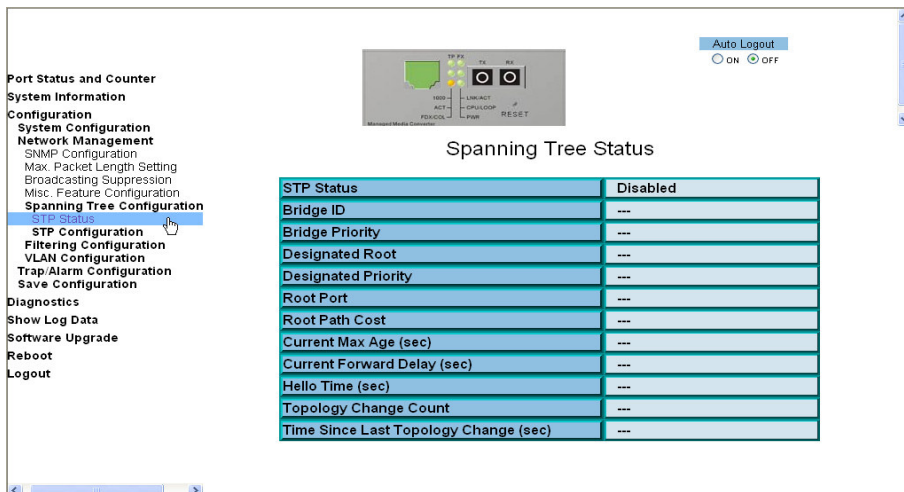 Auto Logout
ON OFF
TP FX
TX RX
1000 LNK/ACT
ACT CPU/LOOP
FDX/COL PWR
RESET
Managed Media Converter
Port Status and Counter
System Information
Configuration
System Configuration
Network Management
SNMP Configuration
Max. Packet Length Setting
Broadcasting Suppression
Misc. Feature Configuration
Spanning Tree Configuration
STP Status
STP Configuration
Filtering Configuration
VLAN Configuration
Trap/Alarm Configuration
Save Configuration
Diagnostics
Show Log Data
Software Upgrade
Reboot
Logout
Spanning Tree Status
STP Status Disabled
Bridge ID ---
Bridge Priority ---
Designated Root ---
Designated Priority ---
Root Port ---
Root Path Cost ---
Current Max Age (sec) ---
Current Forward Delay (sec) ---
Hello Time (sec) ---
Topology Change Count ---
Time Since Last Topology Change (sec) ---